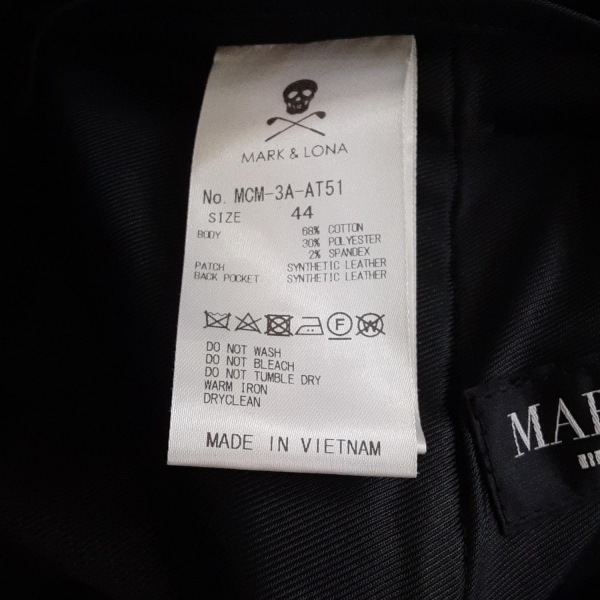 MARK & LONA
No. MCM-3A-AT51
SIZE 44
BODY 68% COTTON
30% POLYESTER
2% SPANDEX
PATCH SYNTHETIC LEATHER
BACK POCKET SYNTHETIC LEATHER
F W
DO NOT WASH
DO NOT BLEACH
DO NOT TUMBLE DRY
WARM IRON
DRYCLEAN
MADE IN VIETNAM
MAR